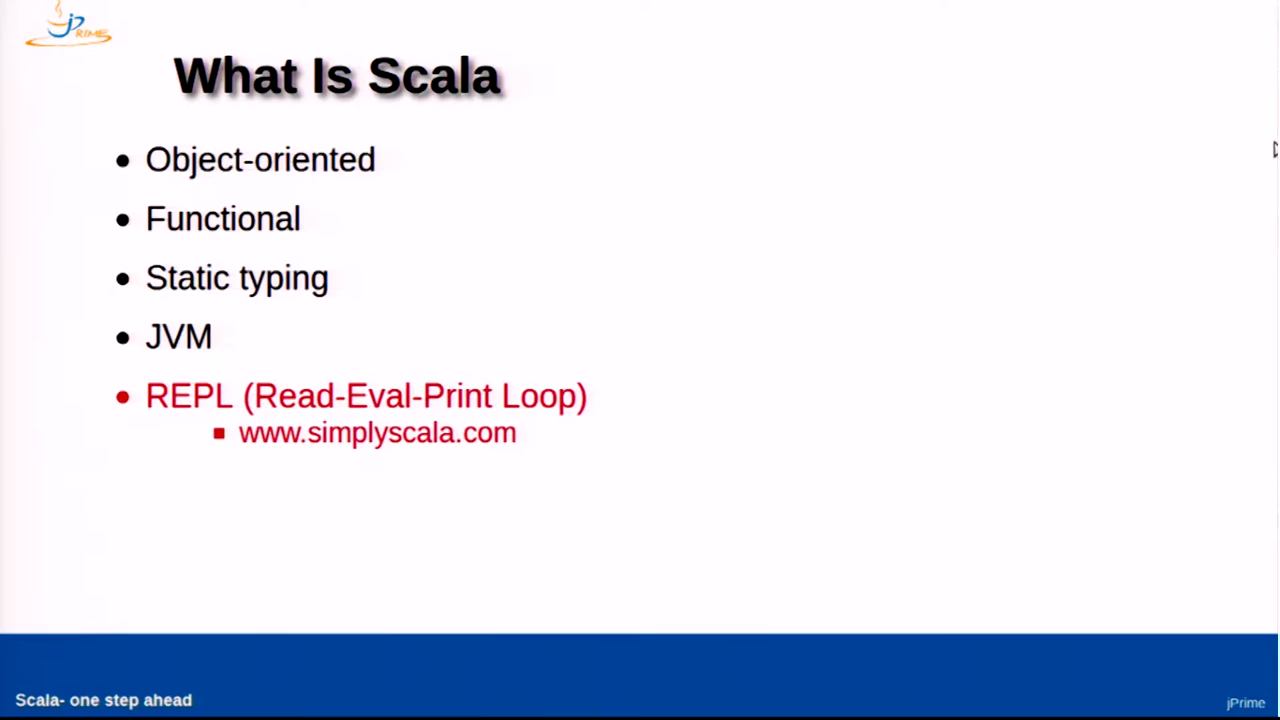 jPRIME
What Is Scala
• Object-oriented
• Functional
• Static typing
• JVM
• REPL (Read-Eval-Print Loop)
▪ www.simplyscala.com
Scala- one step ahead
jPrime